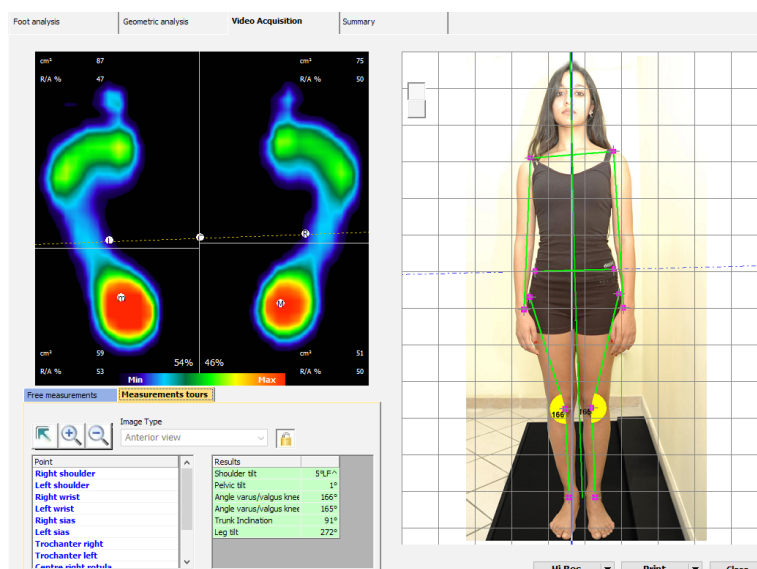 Foot analysis
Geometric analysis
Video Acquisition
Summary
cm²
87
75
R/A %
47
R/A %
50
L
C
R
m
M
cm²
59
51
R/A %
53
54%
46%
R/A %
50
Min
Max
166
165
Free measurements
Measurements tours
Image Type
Anterior view
Point
Right shoulder
Left shoulder
Right wrist
Left wrist
Right sias
Left sias
Trochanter right
Trochanter left
Centre right rotula
Results
Shoulder tilt
5°LF^
Pelvic tilt
1°
Angle varus/valgus knee
166°
Angle varus/valgus knee
165°
Trunk Inclination
91°
Leg tilt
272°
Print
Close